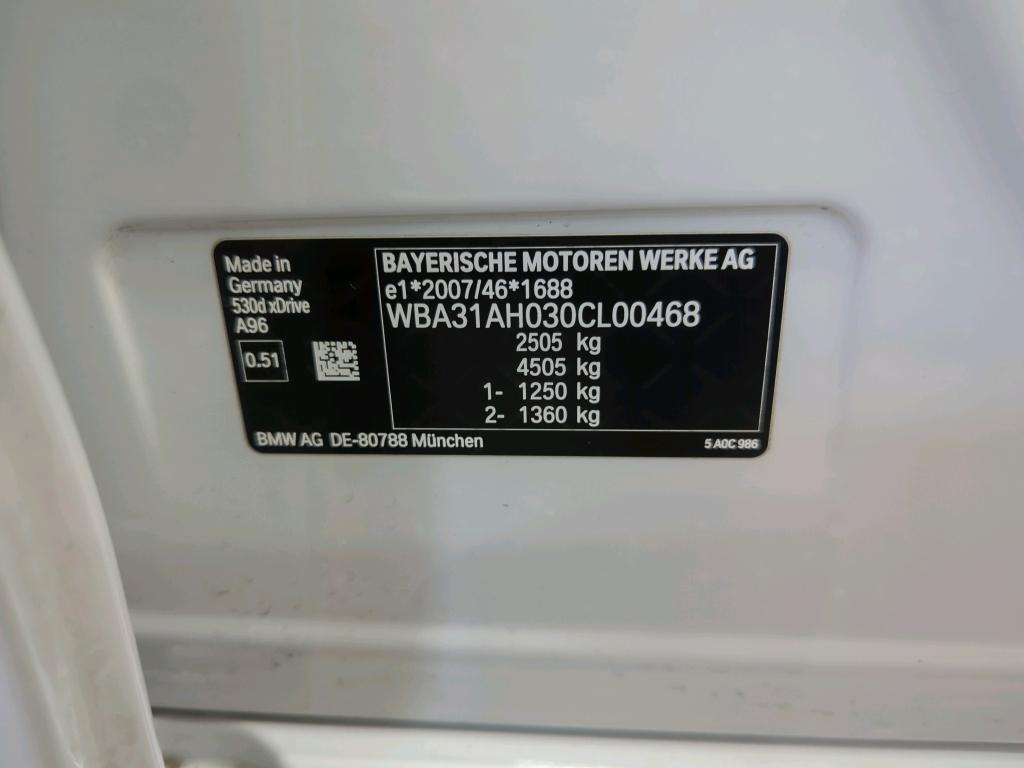 Made in
Germany
530d xDrive
A96
0.51
BAYERISCHE MOTOREN WERKE AG
e1*2007/46*1688
WBA31AH030CL00468
2505 kg
4505 kg
1- 1250 kg
2- 1360 kg
BMW AG DE-80788 München
5 A0C 986